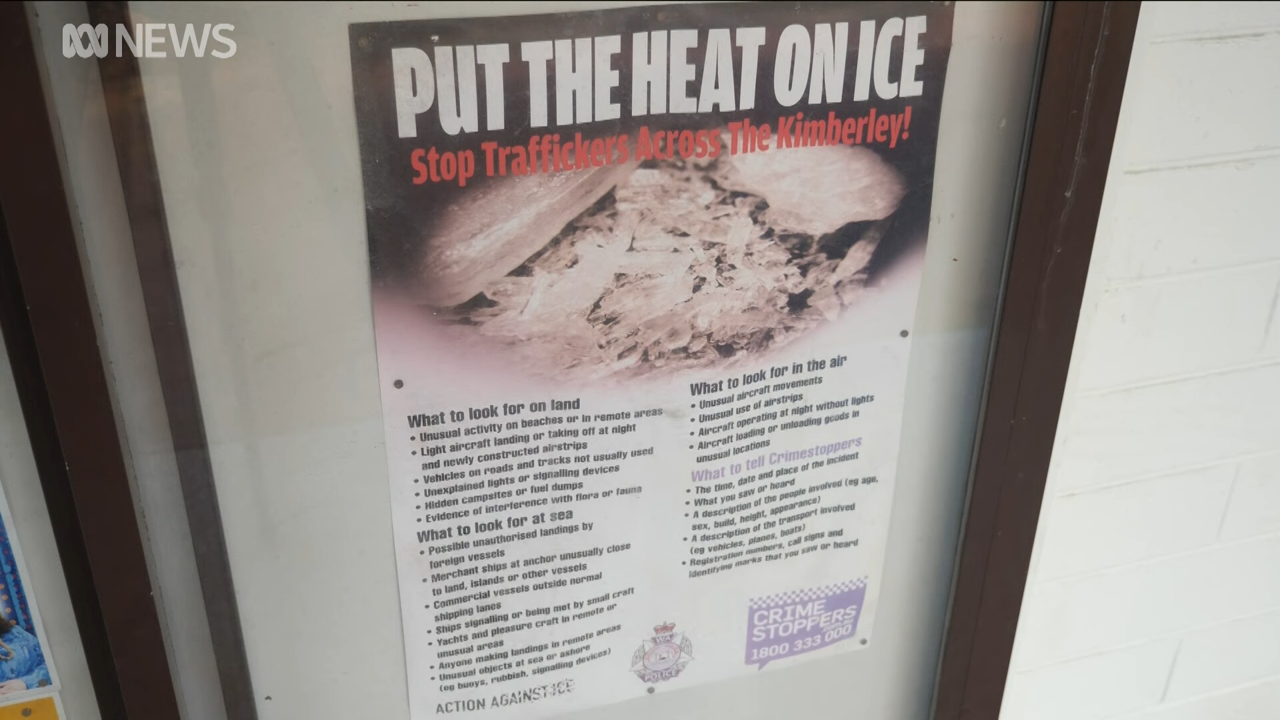 NEWS
PUT THE HEAT ON ICE
Stop Traffickers Across The Kimberley!
What to look for on land
• Unusual activity on beaches or in remote areas
• Light aircraft landing or taking off at night
and newly constructed airstrips
• Vehicles on roads and tracks not usually used
• Unexplained lights or signalling devices
• Hidden campsites or fuel dumps
• Evidence of interference with flora or fauna
What to look for at sea
• Possible unauthorised landings by
foreign vessels
• Merchant ships at anchor unusually close
to land, islands or other vessels
• Commercial vessels outside normal
shipping lanes
• Ships signalling or being met by small craft
• Yachts and pleasure craft in remote or
unusual areas
• Anyone making landings in remote areas
• Unusual objects at sea or ashore
(eg buoys, rubbish, signalling devices)
ACTION AGAINST ICE
What to look for in the air
• Unusual aircraft movements
• Unusual use of airstrips
• Aircraft operating at night without lights
• Aircraft loading or unloading goods in
unusual locations
What to tell Crimestoppers
• The time, date and place of the incident
• What you saw or heard
• A description of the people involved (eg age,
sex, build, height, appearance)
• A description of the transport involved
(eg vehicles, planes, boats)
• Registration numbers, call signs and
identifying marks that you saw or heard
POLICE
CRIME
STOPPERS
1800 333 000